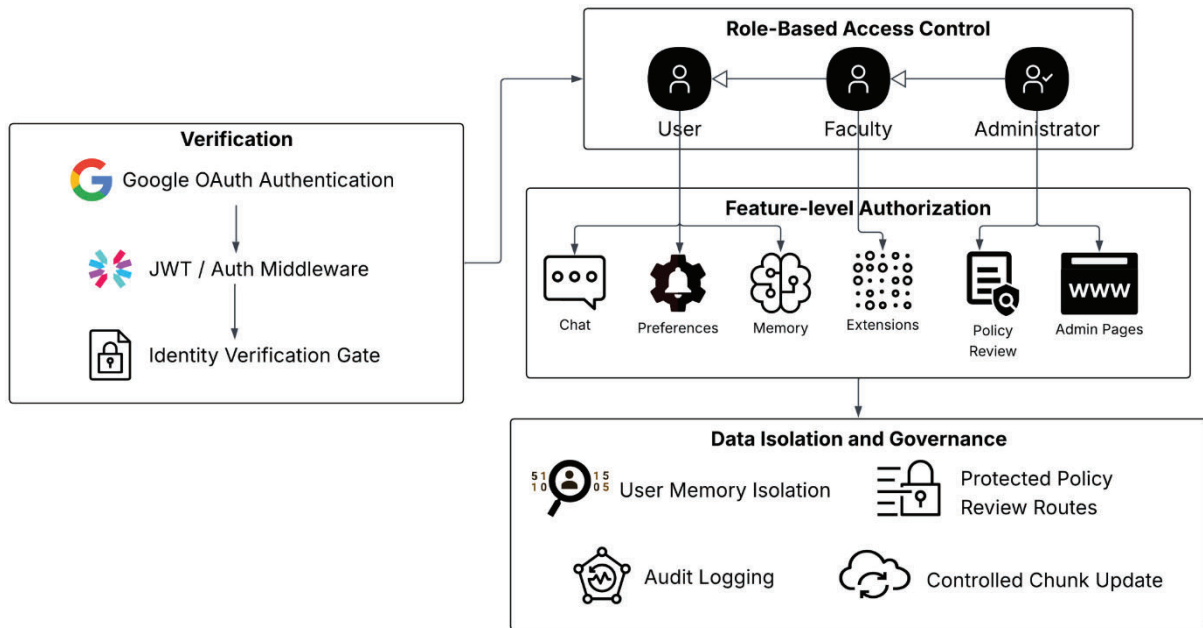 Role-Based Access Control
User
Faculty
Administrator
Verification
Google OAuth Authentication
JWT / Auth Middleware
Identity Verification Gate
Feature-level Authorization
Chat
Preferences
Memory
Extensions
Policy
Review
WWW
Admin Pages
Data Isolation and Governance
51 15
10 05
User Memory Isolation
Protected Policy
Review Routes
Audit Logging
Controlled Chunk Update